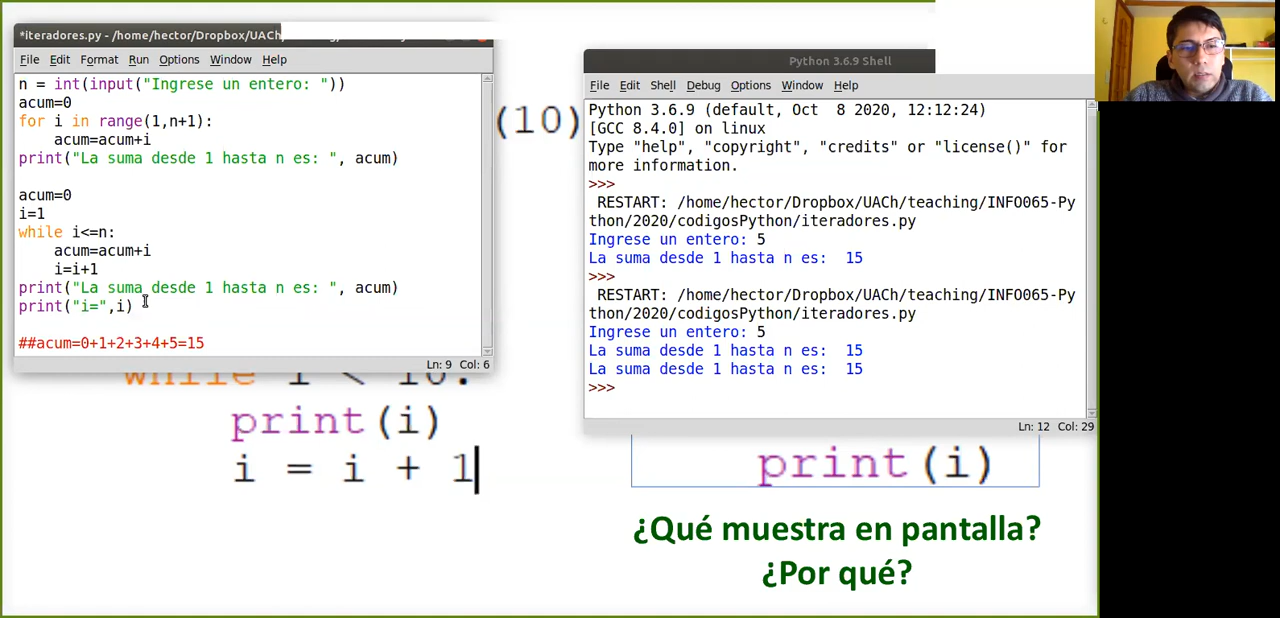 *iteradores.py - /home/hector/Dropbox/UACh
File Edit Format Run Options Window Help
n = int(input("Ingrese un entero: "))
acum=0
for i in range(1,n+1):
    acum=acum+i
print("La suma desde 1 hasta n es: ", acum)
acum=0
i=1
while i<=n:
    acum=acum+i
    i=i+1
print("La suma desde 1 hasta n es: ", acum)
print("i=",i)
##acum=0+1+2+3+4+5=15
Ln: 9 Col: 6
(10)
while i < 10:
print(i)
i = i + 1
Python 3.6.9 Shell
File Edit Shell Debug Options Window Help
Python 3.6.9 (default, Oct  8 2020, 12:12:24)
[GCC 8.4.0] on linux
Type "help", "copyright", "credits" or "license()" for
more information.
>>>
 RESTART: /home/hector/Dropbox/UACh/teaching/INFO065-Py
thon/2020/codigosPython/iteradores.py
Ingrese un entero: 5
La suma desde 1 hasta n es:  15
>>>
 RESTART: /home/hector/Dropbox/UACh/teaching/INFO065-Py
thon/2020/codigosPython/iteradores.py
Ingrese un entero: 5
La suma desde 1 hasta n es:  15
La suma desde 1 hasta n es:  15
>>>
Ln: 12 Col: 29
print(i)
¿Qué muestra en pantalla?
¿Por qué?